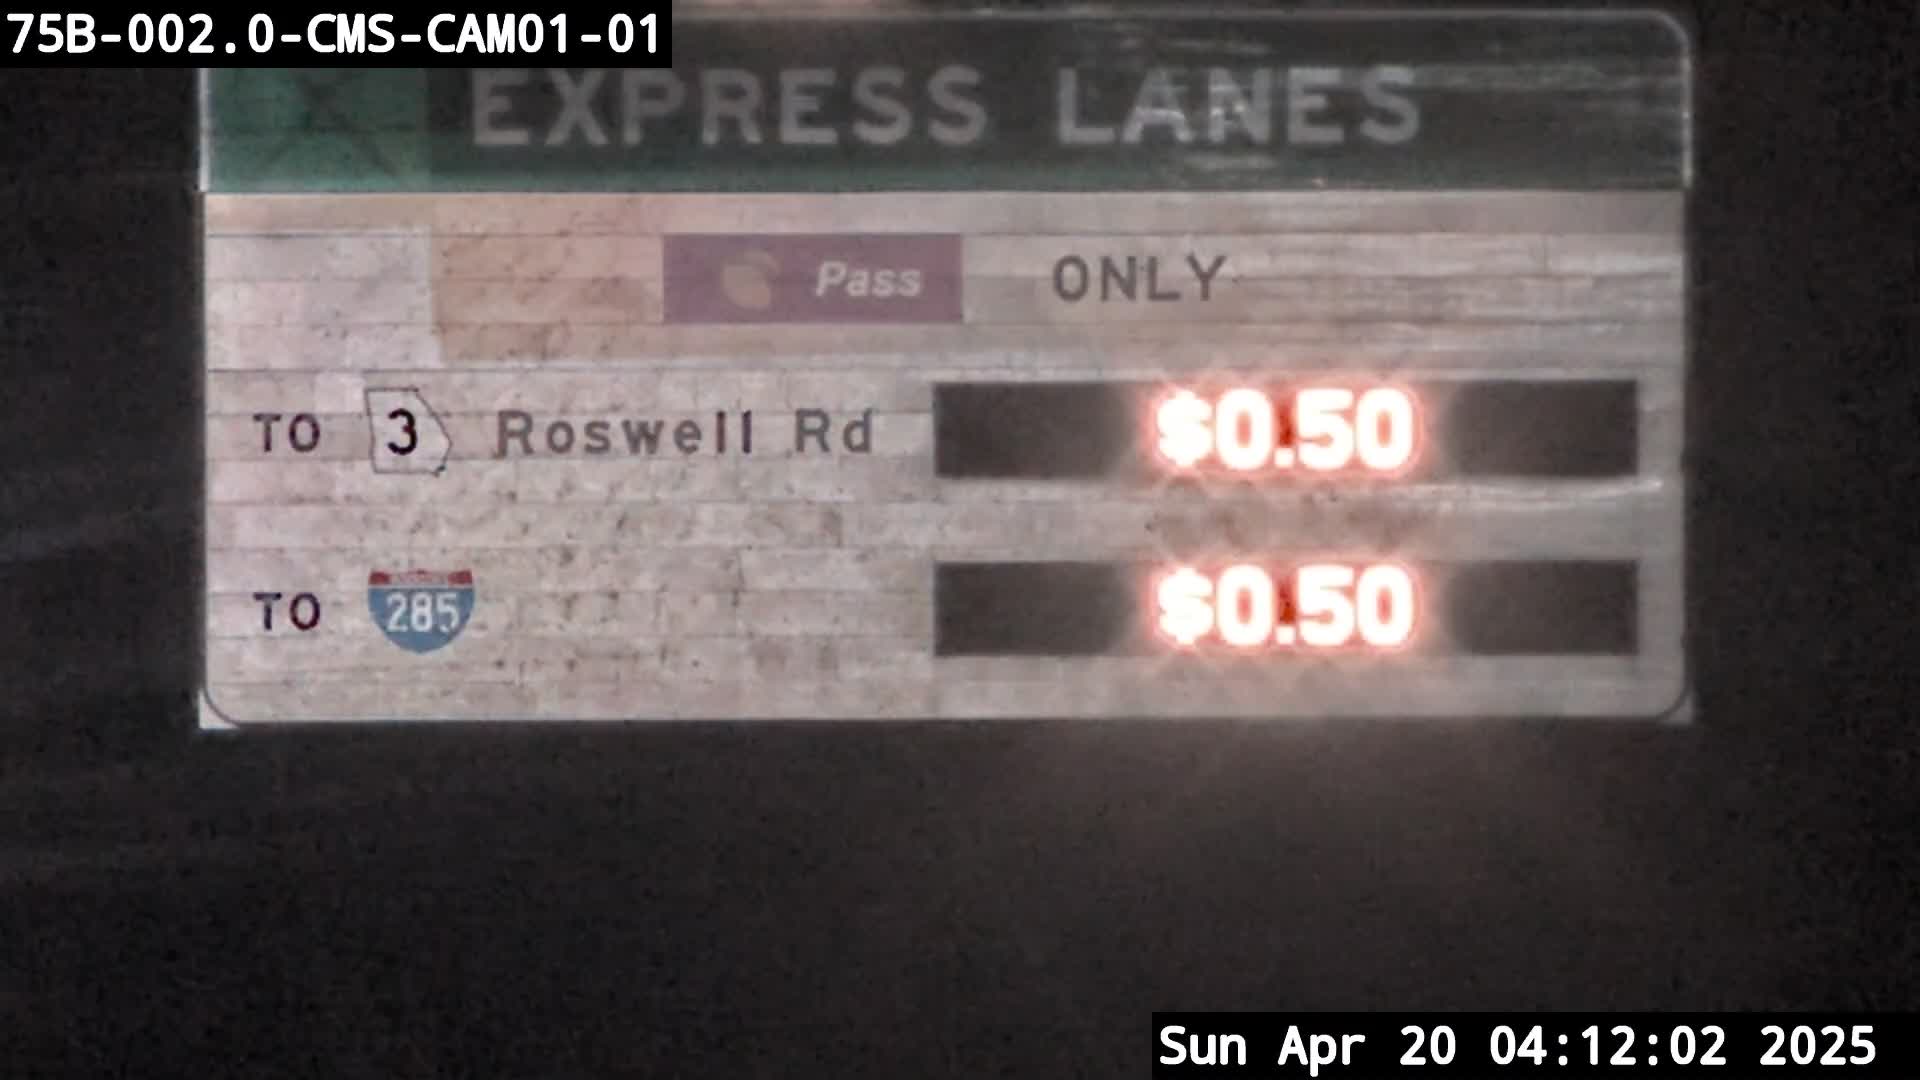 75B-002.0-CMS-CAM01-01
EXPRESS LANES
Pass ONLY
TO 3 Roswell Rd $0.50
TO 285 $0.50
Sun Apr 20 04:12:02 2025